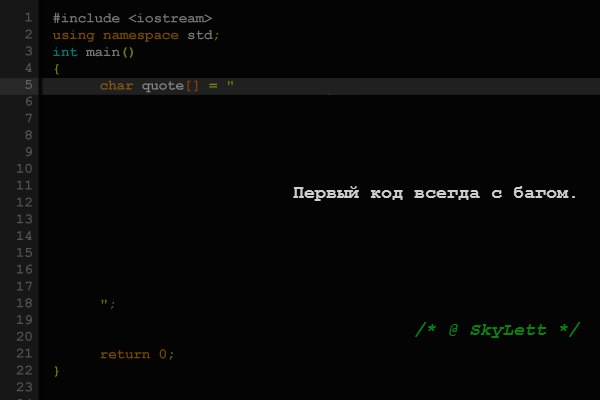 1 #include <iostream>
2 using namespace std;
3 int main()
4 {
5 char quote[] = "
6
7
8
9
10
11 Первый код всегда с багом.
12
13
14
15
16
17
18 ";
19
/* @ SkyLett */
20
21 return 0;
22 }
23